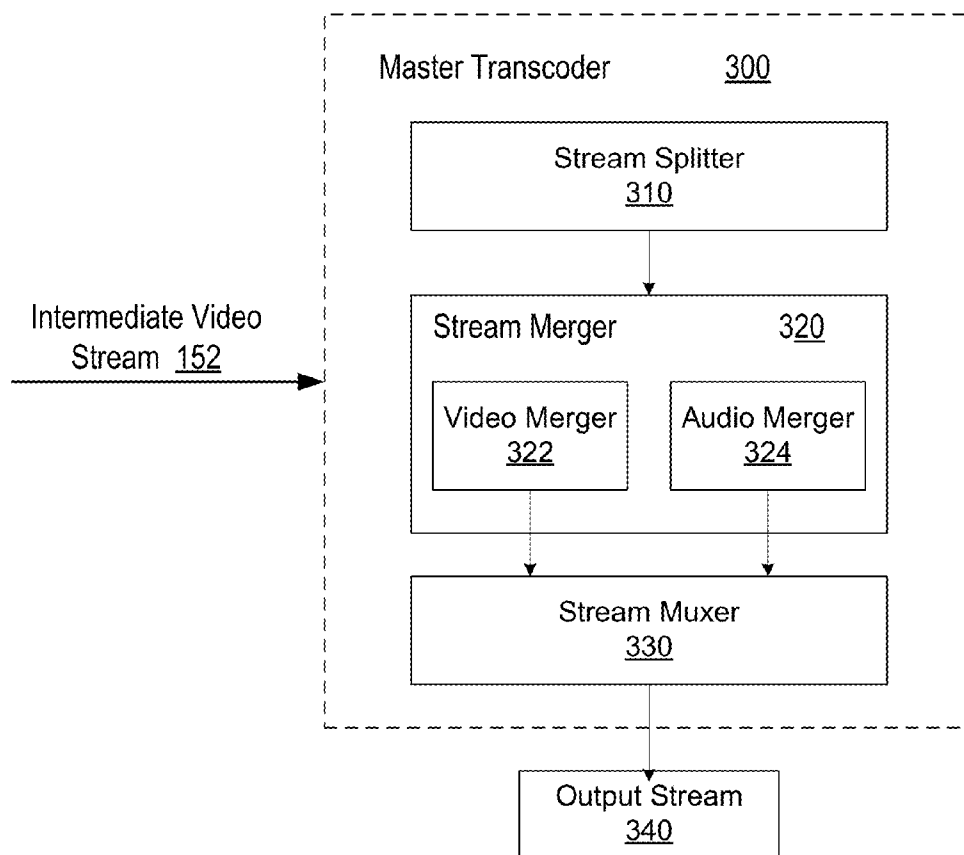 Master Transcoder 300
Stream Splitter
310
Intermediate Video
Stream 152
Stream Merger 320
Video Merger
322
Audio Merger
324
Stream Muxer
330
Output Stream
340